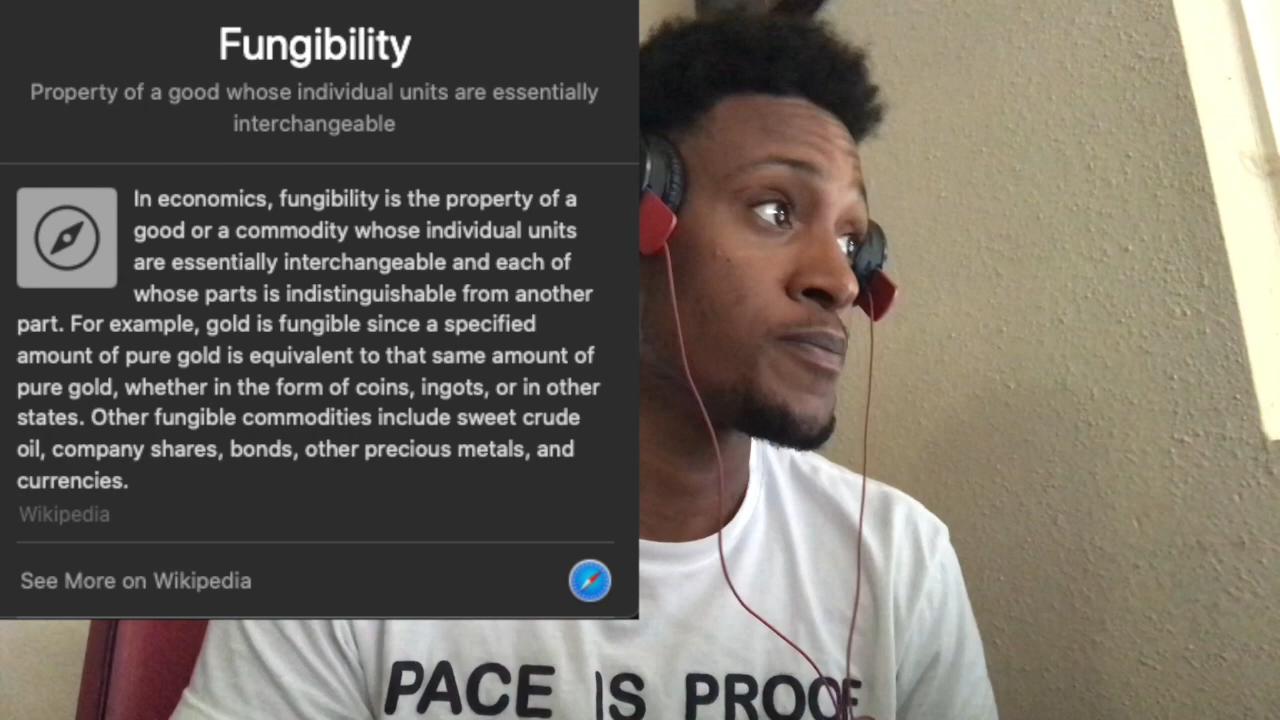 Fungibility
Property of a good whose individual units are essentially
interchangeable
In economics, fungibility is the property of a
good or a commodity whose individual units
are essentially interchangeable and each of
whose parts is indistinguishable from another
part. For example, gold is fungible since a specified
amount of pure gold is equivalent to that same amount of
pure gold, whether in the form of coins, ingots, or in other
states. Other fungible commodities include sweet crude
oil, company shares, bonds, other precious metals, and
currencies.
Wikipedia
See More on Wikipedia
PACE IS PROOF